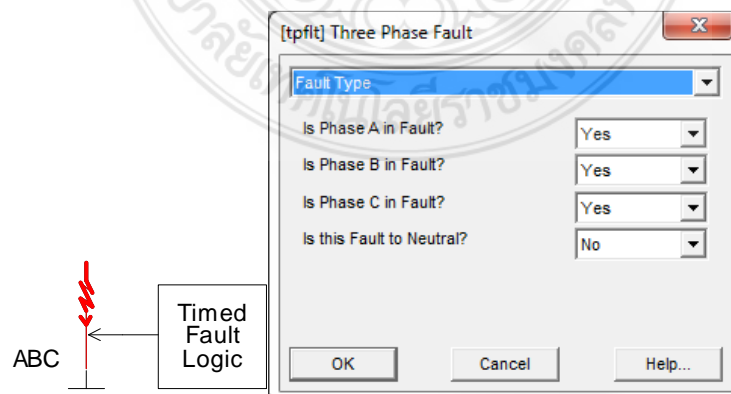 [tpflt] Three Phase Fault
Fault Type
Is Phase A in Fault? Yes
Is Phase B in Fault? Yes
Is Phase C in Fault? Yes
Is this Fault to Neutral? No
OK Cancel Help...
Timed
Fault
Logic
ABC